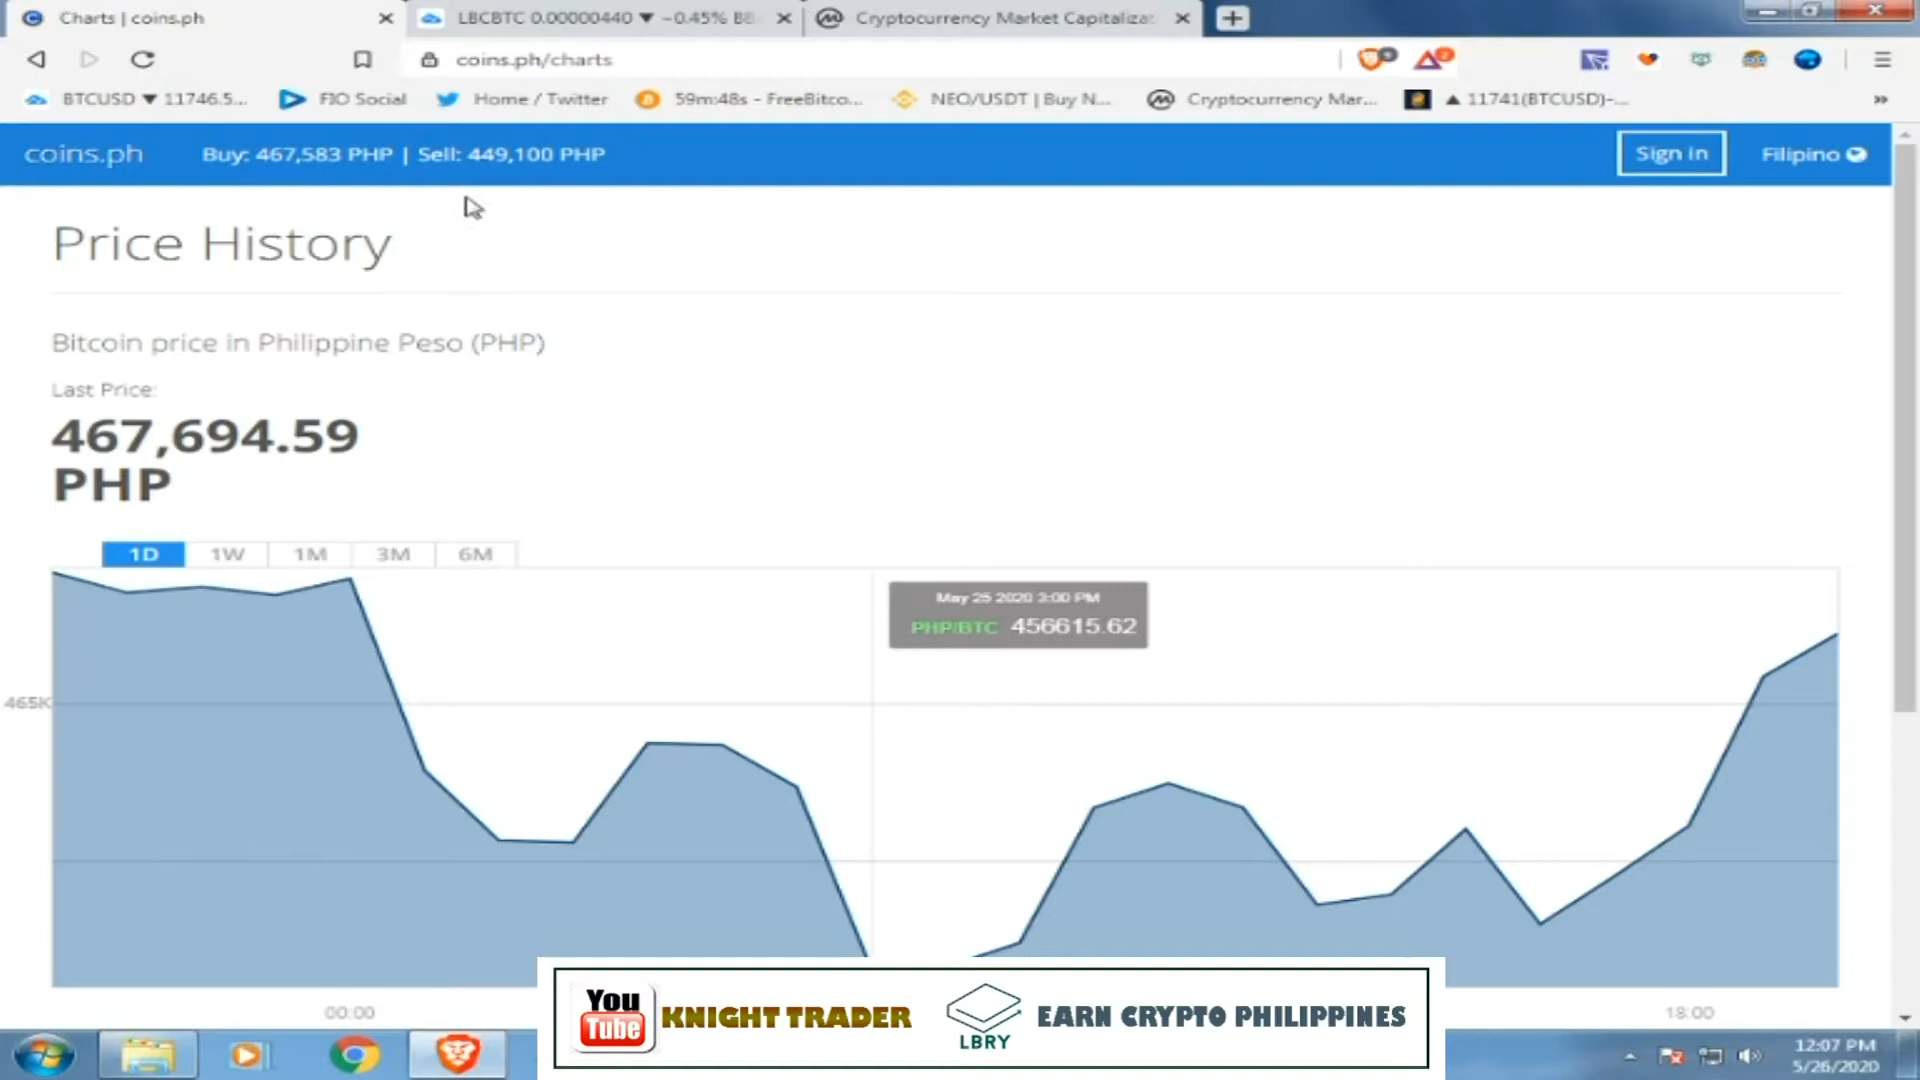 Charts | coins.ph
LBCBTC 0.00000440 ▼ −0.45% BB
Cryptocurrency Market Capitalizat
coins.ph/charts
BTCUSD ▼ 11746.5...
FIO Social
Home / Twitter
59m:48s - FreeBitco...
NEO/USDT | Buy N...
Cryptocurrency Mar...
▲ 11741(BTCUSD)-...
coins.ph
Buy: 467,583 PHP | Sell: 449,100 PHP
Sign in
Filipino
Price History
Bitcoin price in Philippine Peso (PHP)
Last Price:
467,694.59
PHP
1D 1W 1M 3M 6M
May 25 2020 3:00 PM
PHP/BTC 456615.62
465K
00:00
18:00
You
Tube
KNIGHT TRADER
LBRY
EARN CRYPTO PHILIPPINES
12:07 PM
5/26/2020